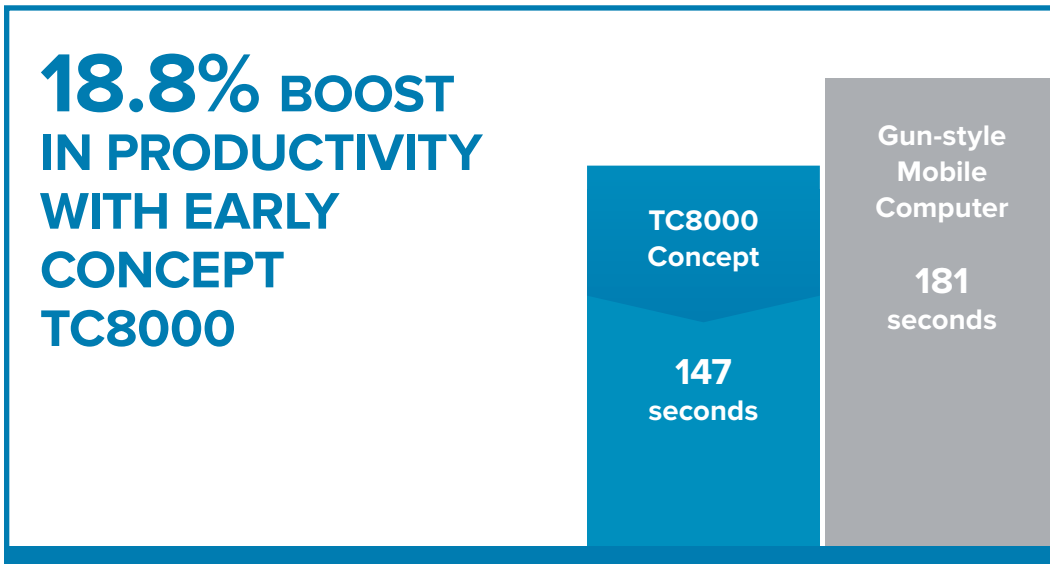 18.8% BOOST
IN PRODUCTIVITY
WITH EARLY
CONCEPT
TC8000
TC8000
Concept
147
seconds
Gun-style
Mobile
Computer
181
seconds